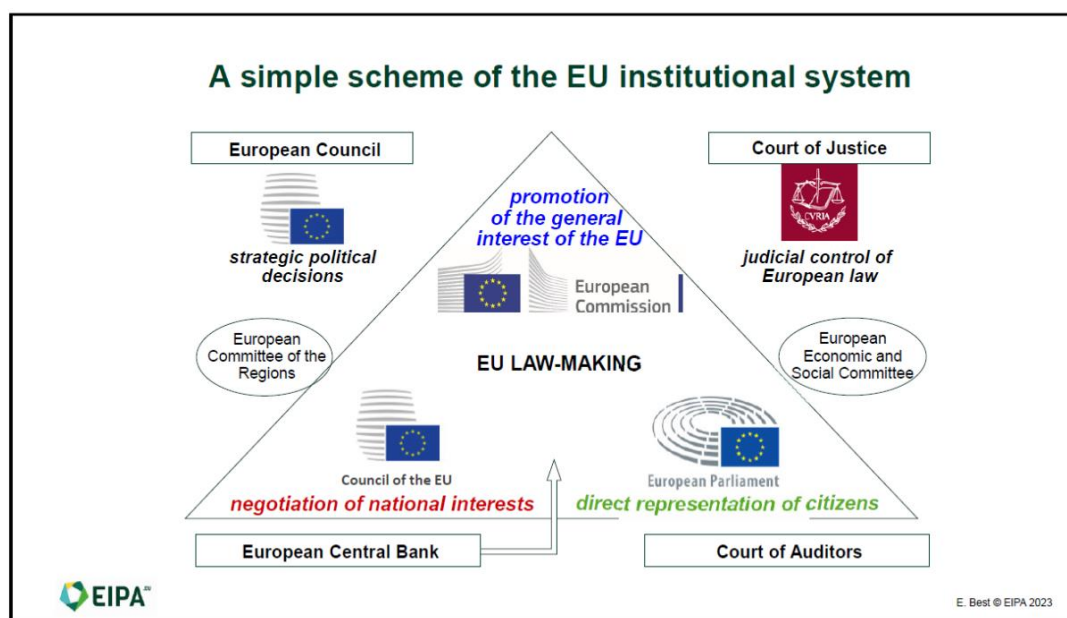 A simple scheme of the EU institutional system
European Council
Court of Justice
CVRIA
promotion
of the general
interest of the EU
strategic political
decisions
judicial control of
European law
European
Commission
European
Committee of the
Regions
European
Economic and
Social Committee
EU LAW-MAKING
Council of the EU
European Parliament
negotiation of national interests
direct representation of citizens
European Central Bank
Court of Auditors
EIPA.EU
E. Best © EIPA 2023